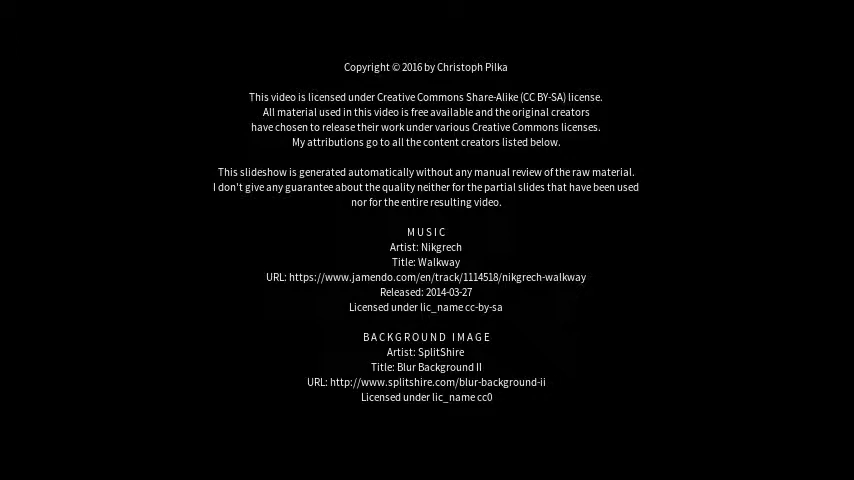 Copyright © 2016 by Christoph Pilka
This video is licensed under Creative Commons Share-Alike (CC BY-SA) license.
All material used in this video is free available and the original creators
have chosen to release their work under various Creative Commons licenses.
My attributions go to all the content creators listed below.
This slideshow is generated automatically without any manual review of the raw material.
I don't give any guarantee about the quality neither for the partial slides that have been used
nor for the entire resulting video.
MUSIC
Artist: Nikgrech
Title: Walkway
URL: https://www.jamendo.com/en/track/1114518/nikgrech-walkway
Released: 2014-03-27
Licensed under lic_name cc-by-sa
BACKGROUND IMAGE
Artist: SplitShire
Title: Blur Background II
URL: http://www.splitshire.com/blur-background-ii
Licensed under lic_name cc0